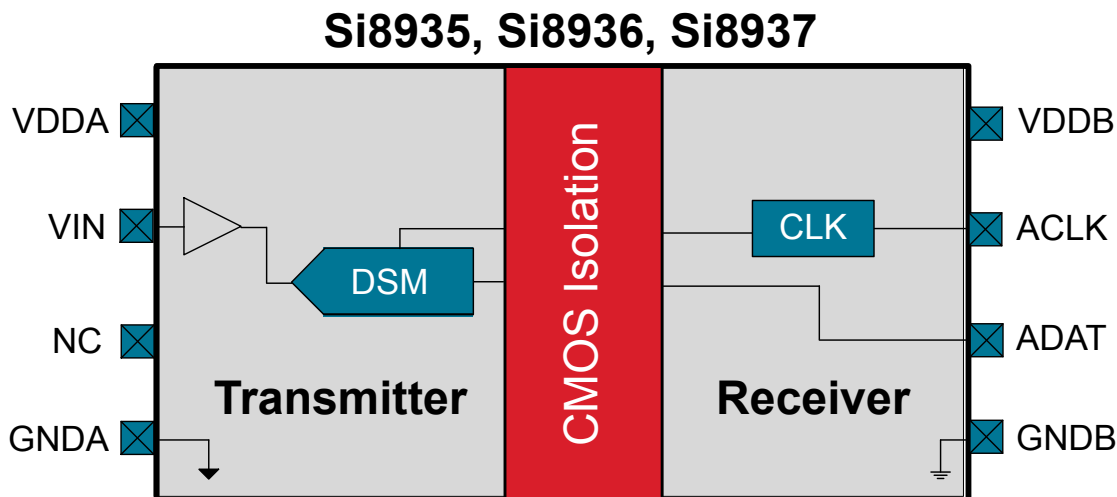 Si8935, Si8936, Si8937
VDDA
VIN
NC
GNDA
DSM
Transmitter
CMOS Isolation
CLK
Receiver
VDDB
ACLK
ADAT
GNDB